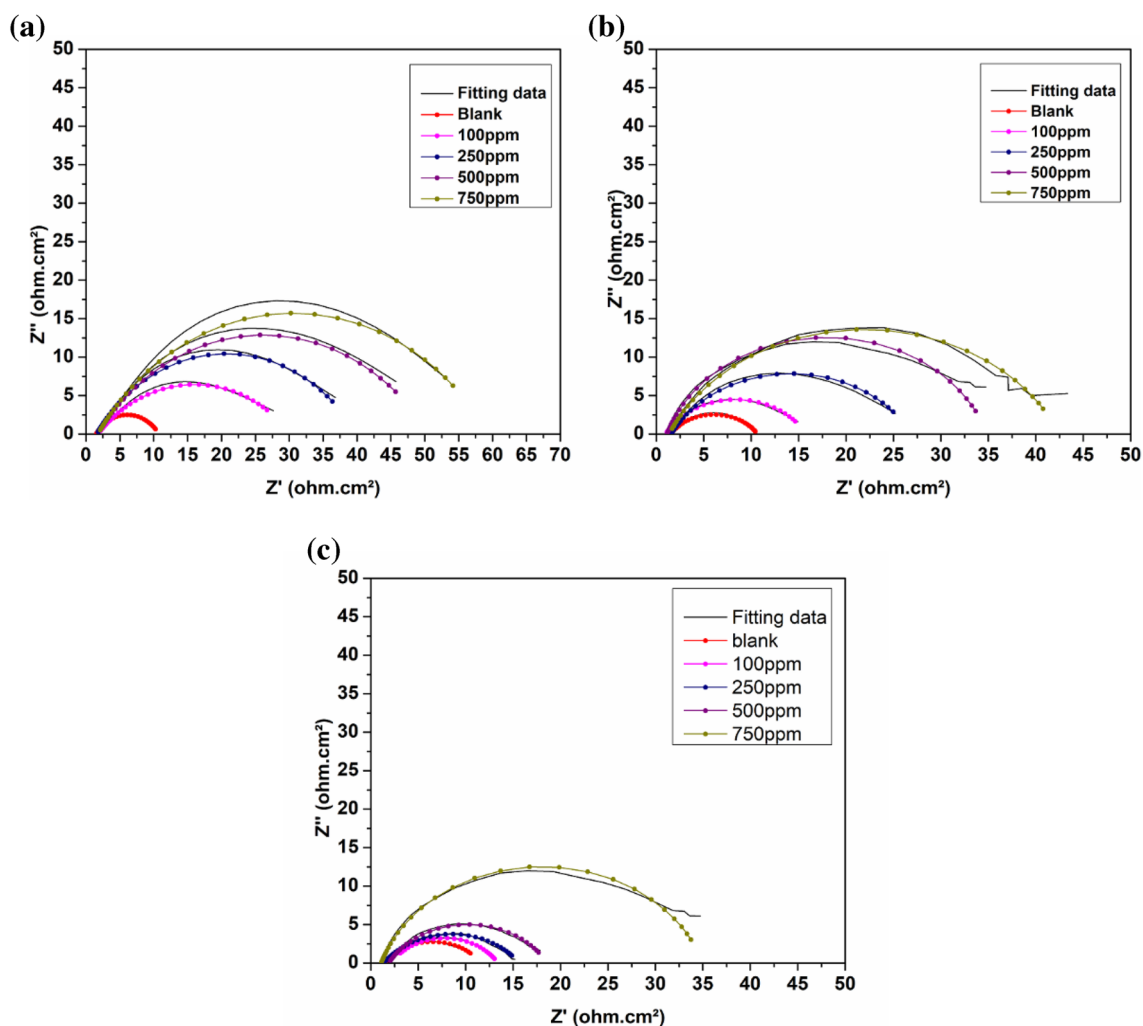 (a)
50
45
40
35
30
25
20
15
10
5
0
Z'' (ohm.cm²)
Fitting data
Blank
100ppm
250ppm
500ppm
750ppm
0 5 10 15 20 25 30 35 40 45 50 55 60 65 70
Z' (ohm.cm²)
(b)
50
45
40
35
30
25
20
15
10
5
0
Z'' (ohm.cm²)
Fitting data
Blank
100ppm
250ppm
500ppm
750ppm
0 5 10 15 20 25 30 35 40 45 50
Z' (ohm.cm²)
(c)
50
45
40
35
30
25
20
15
10
5
0
Z'' (ohm.cm²)
Fitting data
blank
100ppm
250ppm
500ppm
750ppm
0 5 10 15 20 25 30 35 40 45 50
Z' (ohm.cm²)